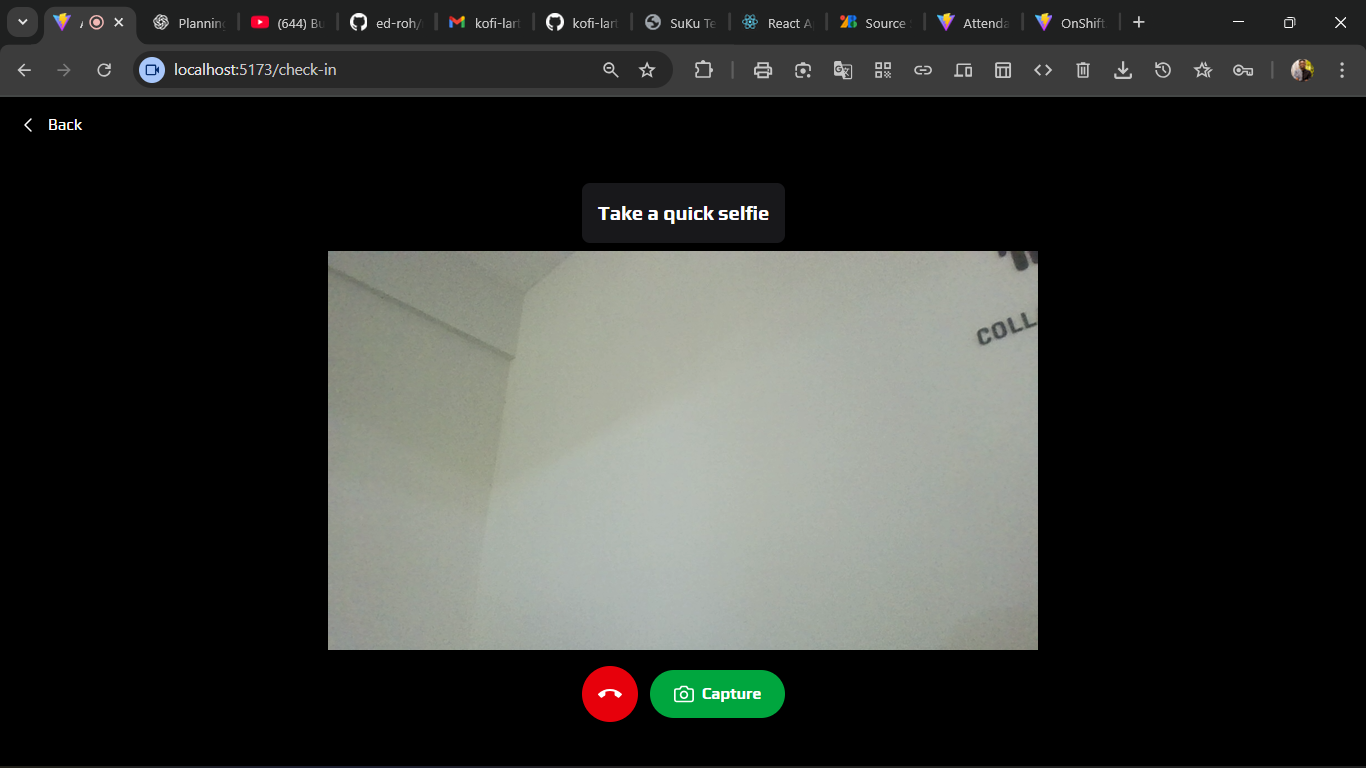 Planning
(644) Bu
ed-roh/
kofi-lart
kofi-lart
SuKu Te
React A
Source
Attenda
OnShift
localhost:5173/check-in
Back
Take a quick selfie
COLL
Capture